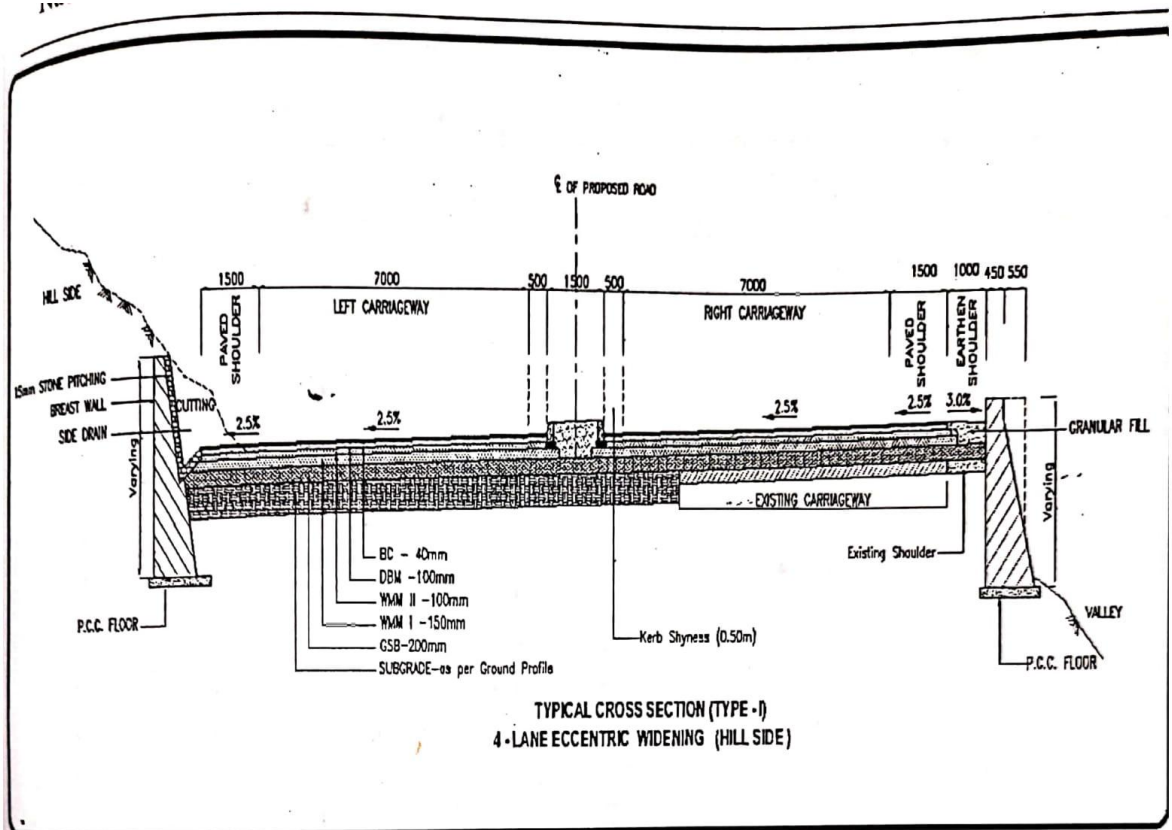 ℄ OF PROPOSED ROAD
1500 7000 500 1500 500 7000 1500 1000 450 550
HILL SIDE
PAVED SHOULDER
LEFT CARRIAGEWAY
RIGHT CARRIAGEWAY
PAVED SHOULDER
EARTHEN SHOULDER
15mm STONE PITCHING
BREAST WALL
CUTTING
SIDE DRAIN
2.5% 2.5% 2.5% 2.5% 3.0%
GRANULAR FILL
Varying
Varying
EXISTING CARRIAGEWAY
Existing Shoulder
BC - 40mm
DBM -100mm
WMM II -100mm
WMM I -150mm
GSB-200mm
SUBGRADE-as per Ground Profile
Kerb Shyness (0.50m)
P.C.C. FLOOR
VALLEY
P.C.C. FLOOR
TYPICAL CROSS SECTION (TYPE - I)
4 - LANE ECCENTRIC WIDENING (HILL SIDE)